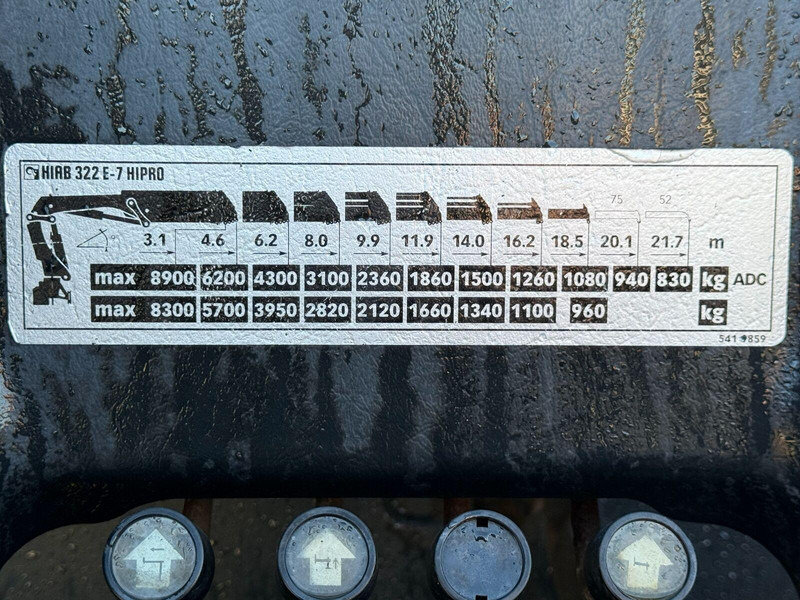 HIAB 322 E-7 HIPRO
75 52
3.1 4.6 6.2 8.0 9.9 11.9 14.0 16.2 18.5 20.1 21.7 m
max 8900 6200 4300 3100 2360 1860 1500 1260 1080 940 830 kg ADC
max 8300 5700 3950 2820 2120 1660 1340 1100 960 kg
541 9859